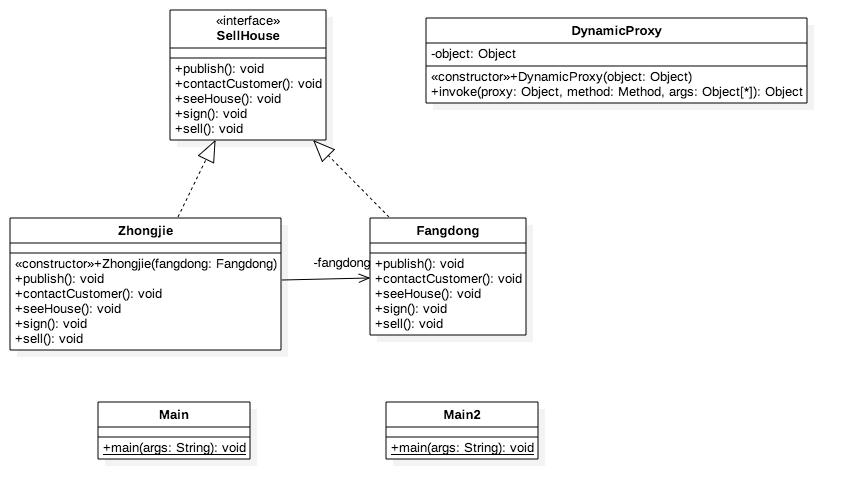 «interface»
SellHouse
+publish(): void
+contactCustomer(): void
+seeHouse(): void
+sign(): void
+sell(): void
DynamicProxy
-object: Object
«constructor»+DynamicProxy(object: Object)
+invoke(proxy: Object, method: Method, args: Object[*]): Object
Zhongjie
«constructor»+Zhongjie(fangdong: Fangdong)
+publish(): void
+contactCustomer(): void
+seeHouse(): void
+sign(): void
+sell(): void
-fangdong
Fangdong
+publish(): void
+contactCustomer(): void
+seeHouse(): void
+sign(): void
+sell(): void
Main
+main(args: String): void
Main2
+main(args: String): void